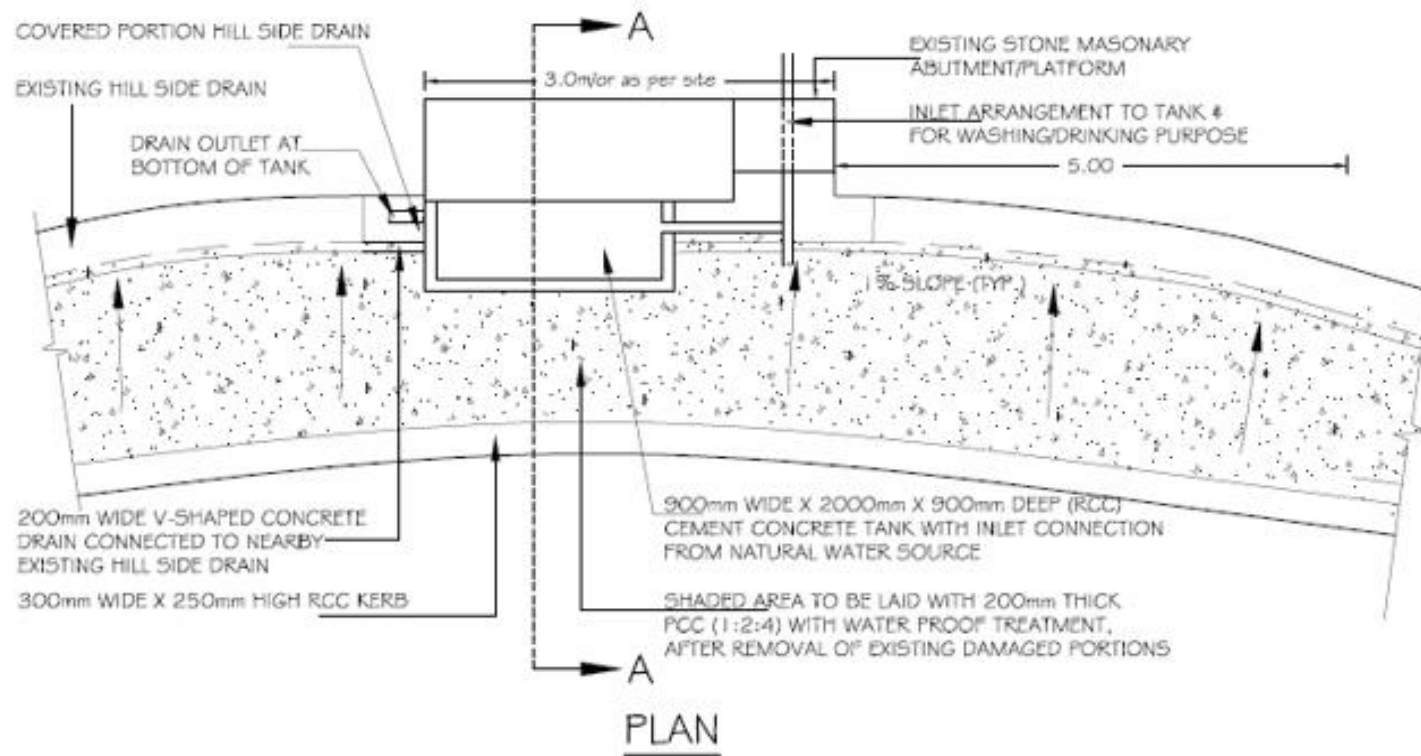 COVERED PORTION HILL SIDE DRAIN
EXISTING HILL SIDE DRAIN
DRAIN OUTLET AT
BOTTOM OF TANK
A
3.0m/or as per site
EXISTING STONE MASONARY
ABUTMENT/PLATFORM
INLET ARRANGEMENT TO TANK &
FOR WASHING/DRINKING PURPOSE
5.00
1% SLOPE (TYP.)
200mm WIDE V-SHAPED CONCRETE
DRAIN CONNECTED TO NEARBY
EXISTING HILL SIDE DRAIN
300mm WIDE X 250mm HIGH RCC KERB
900mm WIDE X 2000mm X 900mm DEEP (RCC)
CEMENT CONCRETE TANK WITH INLET CONNECTION
FROM NATURAL WATER SOURCE
SHADED AREA TO BE LAID WITH 200mm THICK
PCC (1:2:4) WITH WATER PROOF TREATMENT,
AFTER REMOVAL OF EXISTING DAMAGED PORTIONS
A
PLAN